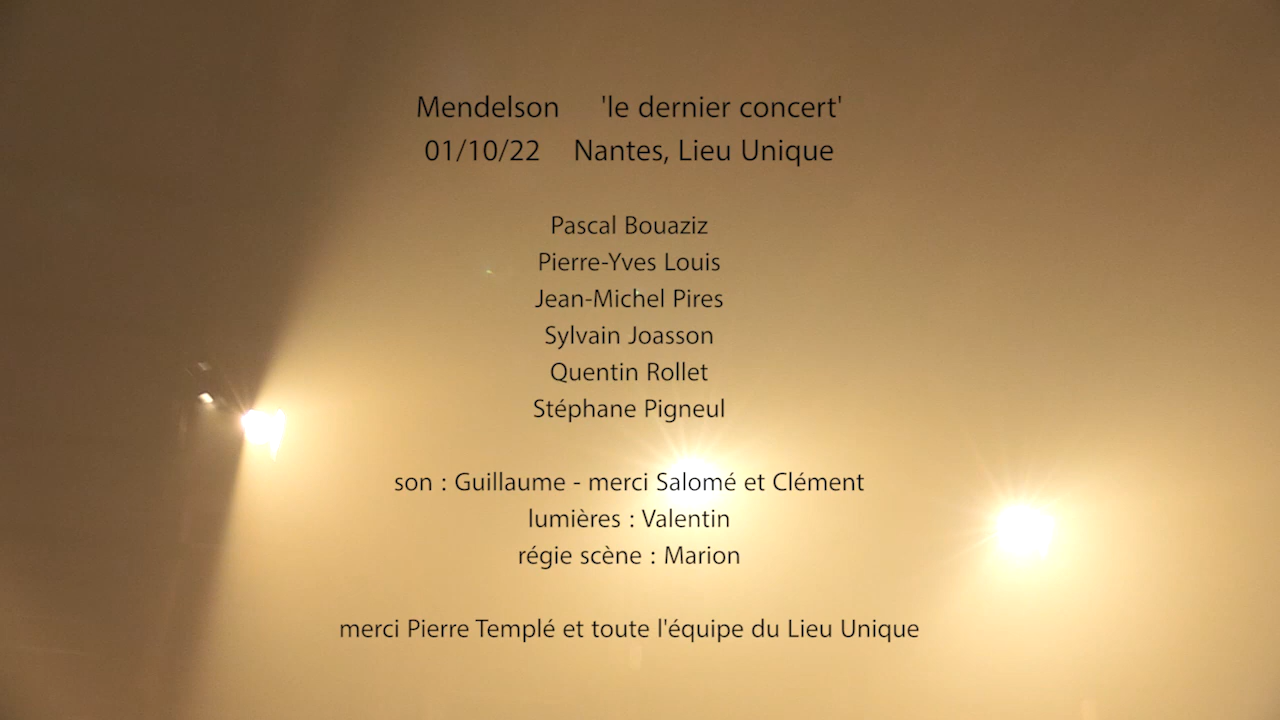 Mendelson 'le dernier concert'
01/10/22 Nantes, Lieu Unique
Pascal Bouaziz
Pierre-Yves Louis
Jean-Michel Pires
Sylvain Joasson
Quentin Rollet
Stéphane Pigneul
son : Guillaume - merci Salomé et Clément
lumières : Valentin
régie scène : Marion
merci Pierre Templé et toute l'équipe du Lieu Unique